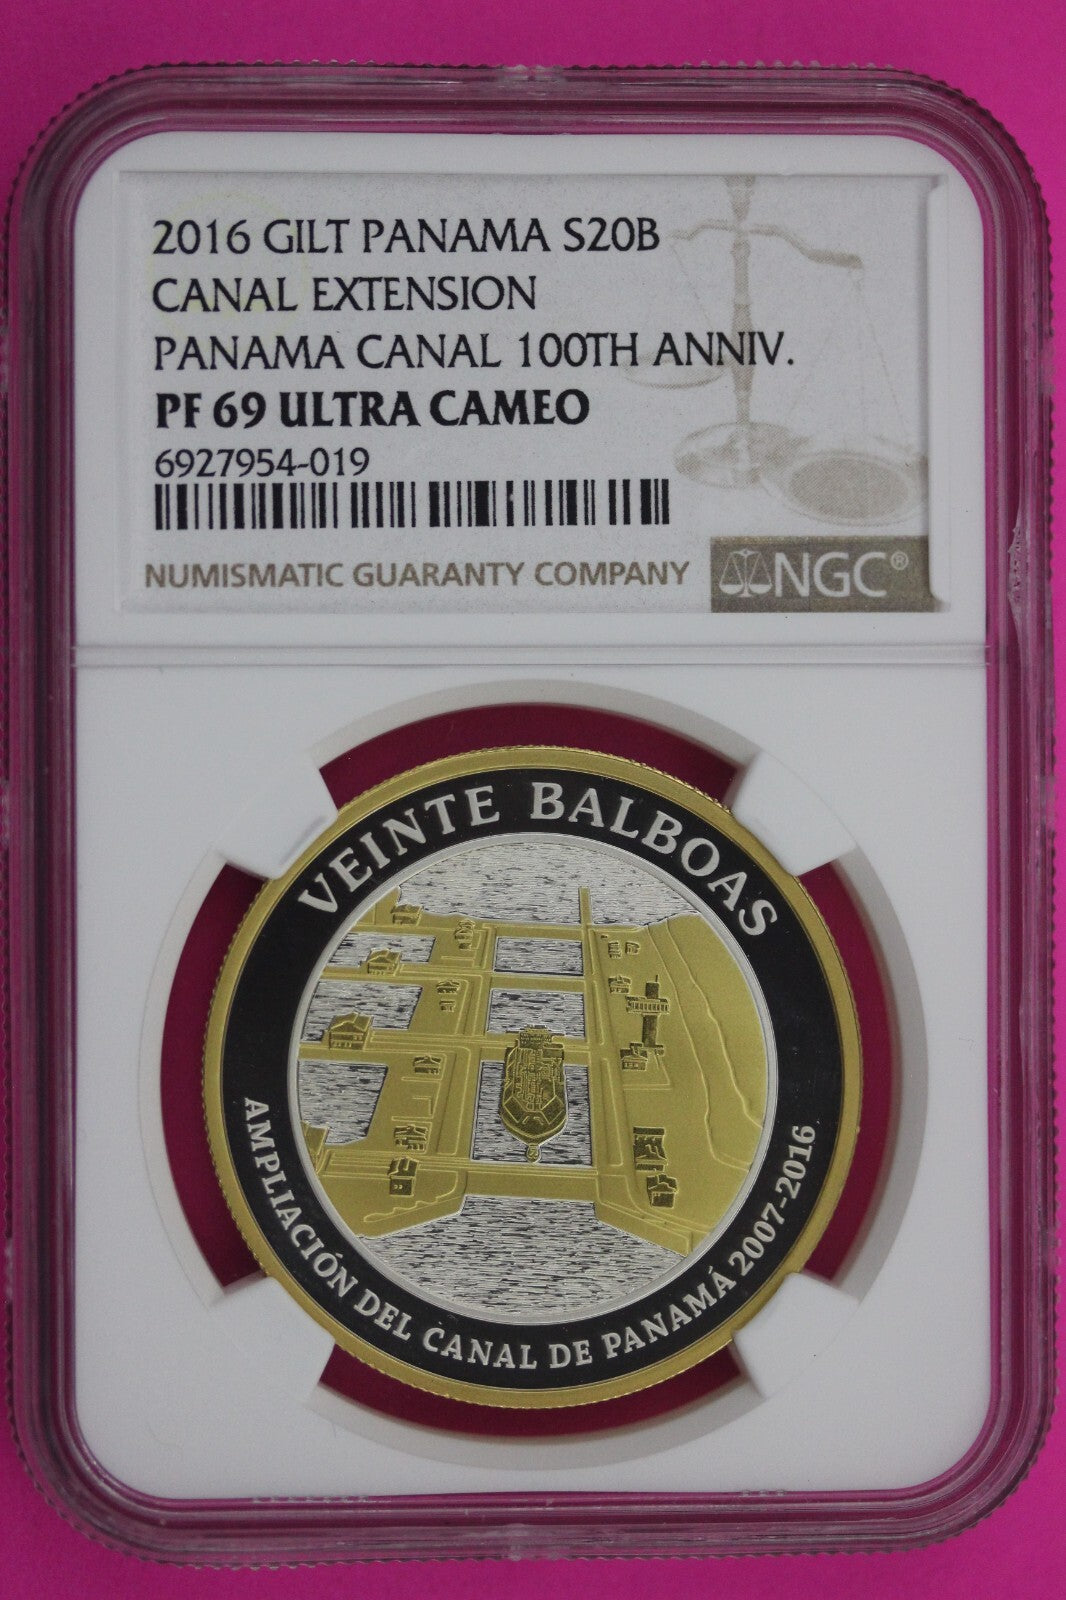 2016 GILT PANAMA S20B
CANAL EXTENSION
PANAMA CANAL 100TH ANNIV.
PF 69 ULTRA CAMEO
6927954-019
NUMISMATIC GUARANTY COMPANY
NGC®
VEINTE BALBOAS
AMPLIACIÓN DEL CANAL DE PANAMÁ 2007-2016